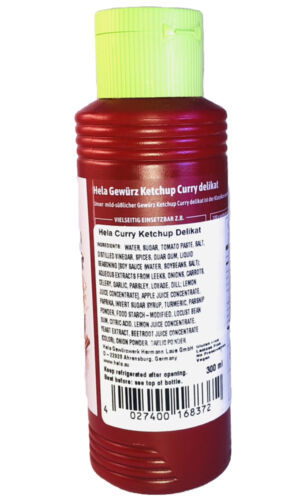 Hela Gewürz Ketchup Curry delikat
Unser mild-süßlicher Gewürz Ketchup Curry delikat ist der
VIELSEITIG EINSETZBAR Z.B.
Hela Curry Ketchup Delikat
INGREDIENTS: WATER, SUGAR, TOMATO PASTE, SALT,
DISTILLED VINEGAR, SPICES, GUAR GUM, LIQUID
SEASONING (SOY SAUCE (WATER, SOYBEANS, SALT);
AQUEOUS EXTRACTS FROM LEEKS, ONIONS, CARROTS
CELERY, GARLIC, PARSLEY, LOVAGE, DILL; LEMON
JUICE CONCENTRATE), APPLE JUICE CONCENTRATE,
PAPRIKA, INVERT SUGAR SYRUP, TURMERIC, PARSNIP
POWDER, FOOD STARCH – MODIFIED, LOCUST BEAN
GUM, CITRIC ACID, LEMON JUICE CONCENTRATE,
YEAST EXTRACT, BEETROOT JUICE CONCENTRATE
COLOR), ONION POWDER, GARLIC POWDER
Hela Gewürzwerk Hermann Laue GmbH
D - 22926 Ahrensburg, Germany
www.hela.eu
300 ml
Keep refrigerated after opening.
Best before: see top of bottle.
4 027400 168372